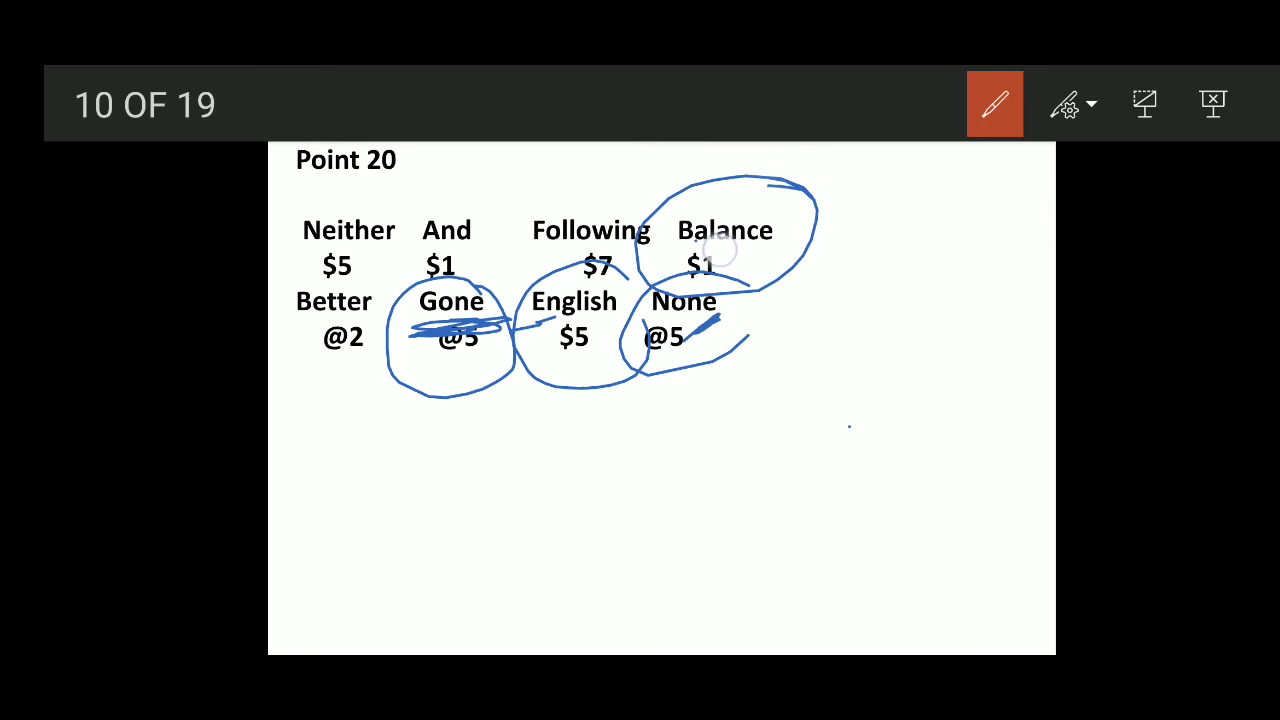 10 OF 19
Point 20
Neither And Following Balance
$5 $1 $7 $1
Better Gone English None
@2 @5 $5 @5